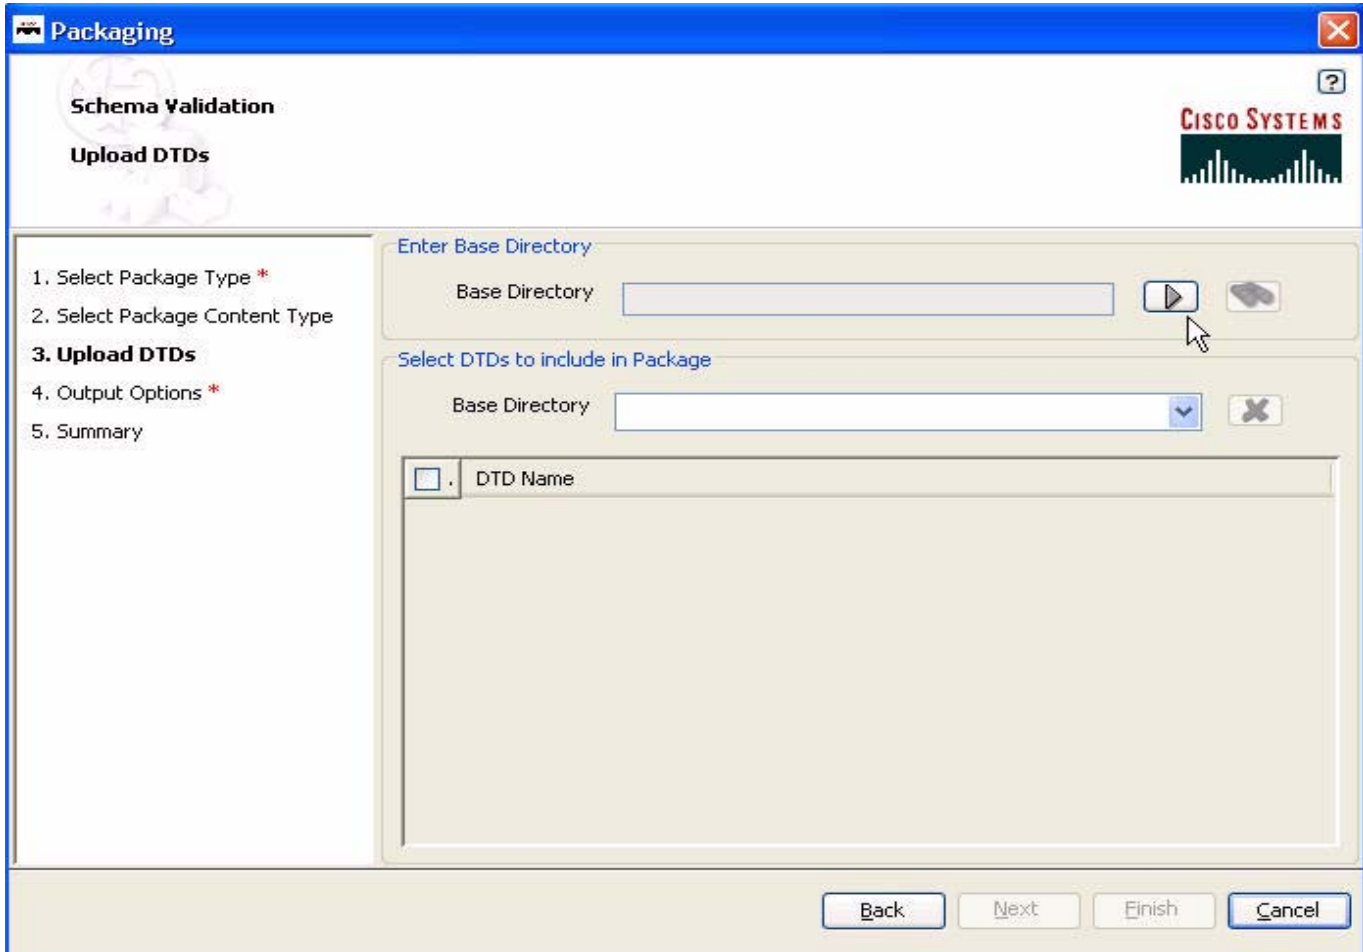 Packaging
?
Schema Validation
CISCO SYSTEMS
Upload DTDs
1. Select Package Type *
2. Select Package Content Type
3. Upload DTDs
4. Output Options *
5. Summary
Enter Base Directory
Base Directory
Select DTDs to include in Package
Base Directory
. DTD Name
Back Next Finish Cancel